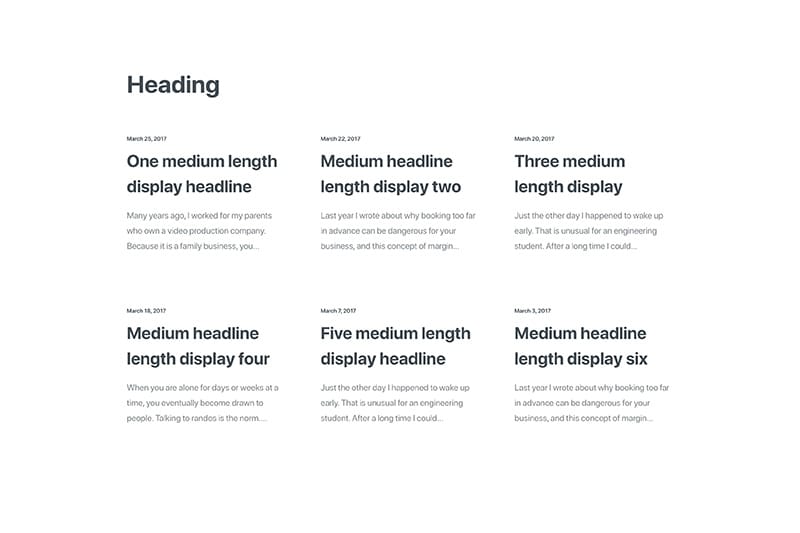 Heading
March 25, 2017
One medium length
display headline
Many years ago, I worked for my parents
who own a video production company.
Because it is a family business, you...
March 22, 2017
Medium headline
length display two
Last year I wrote about why booking too far
in advance can be dangerous for your
business, and this concept of margin...
March 20, 2017
Three medium
length display
Just the other day I happened to wake up
early. That is unusual for an engineering
student. After a long time I could...
March 18, 2017
Medium headline
length display four
When you are alone for days or weeks at a
time, you eventually become drawn to
people. Talking to randos is the norm....
March 7, 2017
Five medium length
display headline
Just the other day I happened to wake up
early. That is unusual for an engineering
student. After a long time I could...
March 3, 2017
Medium headline
length display six
Last year I wrote about why booking too far
in advance can be dangerous for your
business, and this concept of margin...